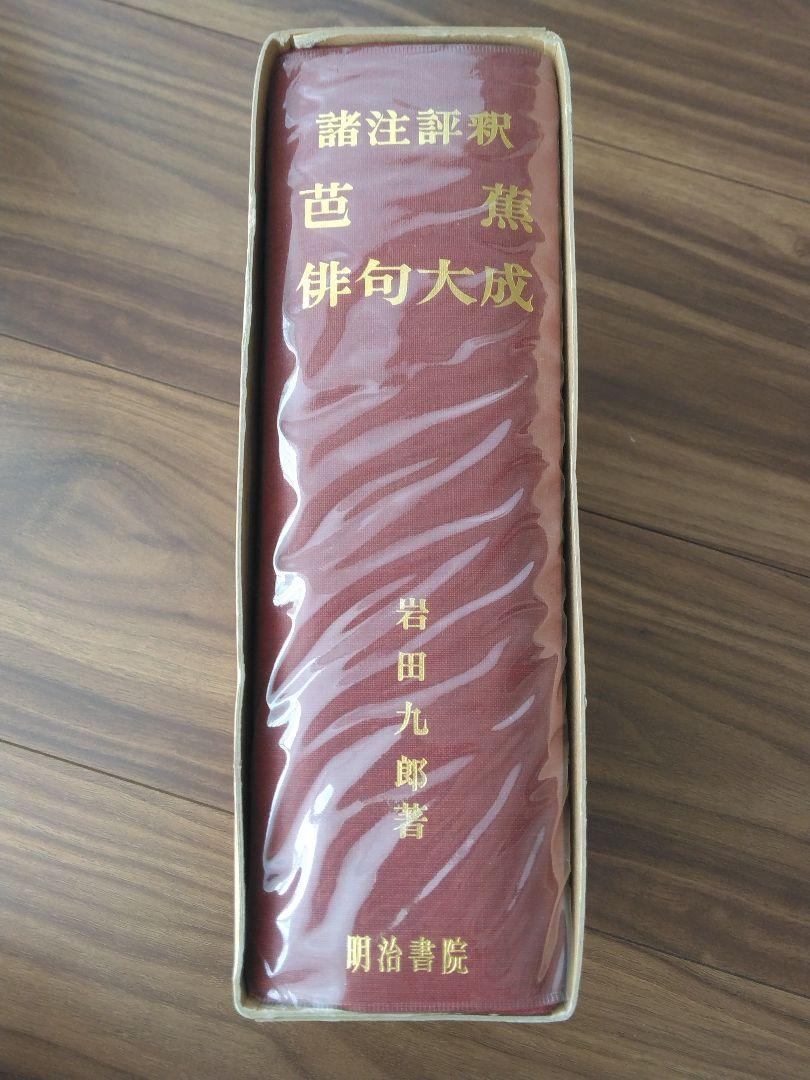 諸注評釈
芭蕉
俳句大成
岩田九郎著
明治書院